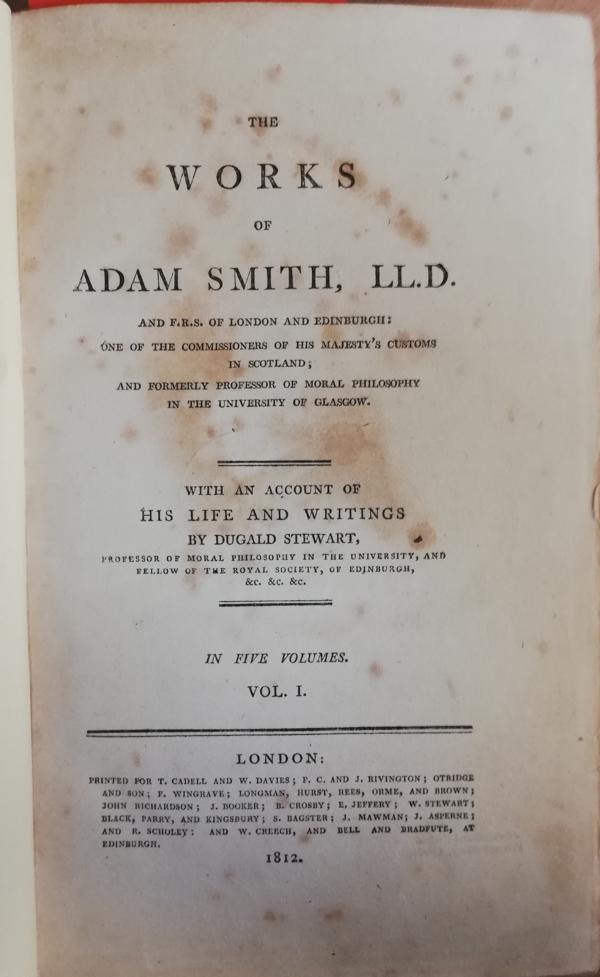 THE
WORKS
OF
ADAM SMITH, LL.D.
AND F.R.S. OF LONDON AND EDINBURGH:
ONE OF THE COMMISSIONERS OF HIS MAJESTY'S CUSTOMS
IN SCOTLAND;
AND FORMERLY PROFESSOR OF MORAL PHILOSOPHY
IN THE UNIVERSITY OF GLASGOW.
WITH AN ACCOUNT OF
HIS LIFE AND WRITINGS
BY DUGALD STEWART,
PROFESSOR OF MORAL PHILOSOPHY IN THE UNIVERSITY, AND
FELLOW OF THE ROYAL SOCIETY, OF EDINBURGH,
&c. &c. &c.
IN FIVE VOLUMES.
VOL. I.
LONDON:
PRINTED FOR T. CADELL AND W. DAVIES; F. C. AND J. RIVINGTON; OTRIDGE
AND SON; F. WINGRAVE; LONGMAN, HURST, REES, ORME, AND BROWN;
JOHN RICHARDSON; J. BOOKER; B. CROSBY; E. JEFFERY; W. STEWART;
BLACK, PARRY, AND KINGSBURY; S. BAGSTER; J. MAWMAN; J. ASPERNE;
AND R. SCHOLEY: AND W. CREECH, AND BELL AND BRADFUTE, AT
EDINBURGH.
1812.